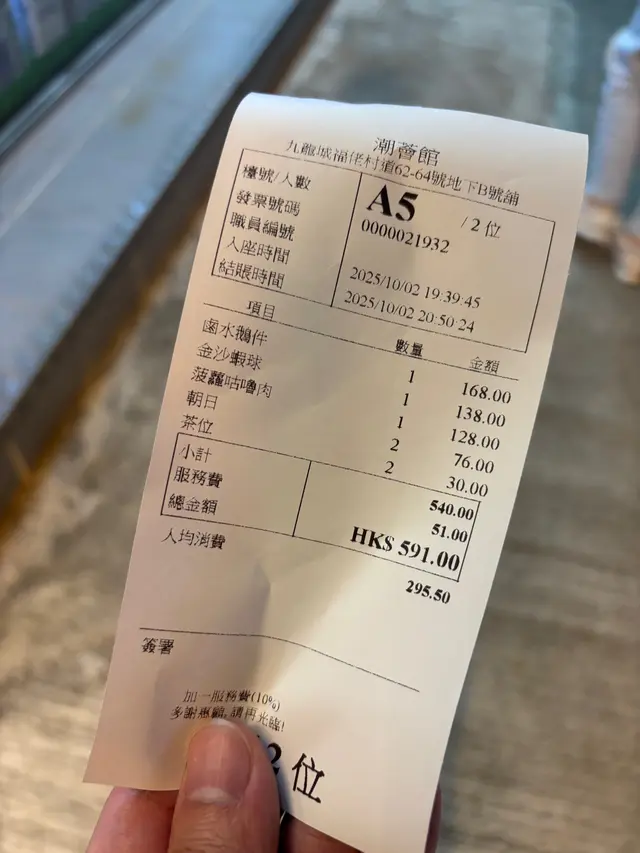 潮薈館
九龍城福佬村道62-64號地下B號舖
檯號/人數 A5 / 2 位
發票號碼 0000021932
職員編號
入座時間 2025/10/02 19:39:45
結賬時間 2025/10/02 20:50:24
項目 數量 金額
鹵水鵝件 1 168.00
金沙蝦球 1 138.00
菠蘿咕嚕肉 1 128.00
朝日 2 76.00
茶位 2 30.00
小計 540.00
服務費 51.00
總金額 HK$ 591.00
人均消費 295.50
簽署
加一服務費(10%)
多謝惠顧,請再光臨!
2 位